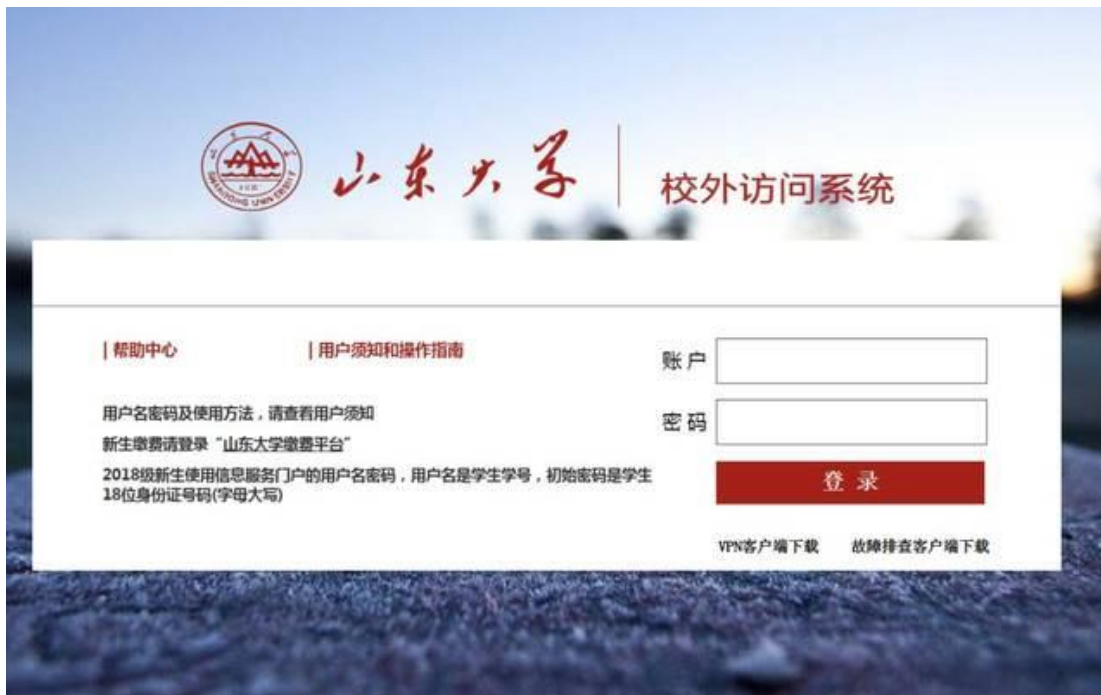 山东大学
SHANDONG UNIVERSITY
山东大学
校外访问系统
帮助中心
用户须知和操作指南
用户名密码及使用方法，请查看用户须知
新生缴费请登录“山东大学缴费平台”
2018级新生使用信息服务门户的用户名密码，用户名是学生学号，初始密码是学生
18位身份证号码(字母大写)
账户
密码
登录
VPN客户端下载
故障排查客户端下载